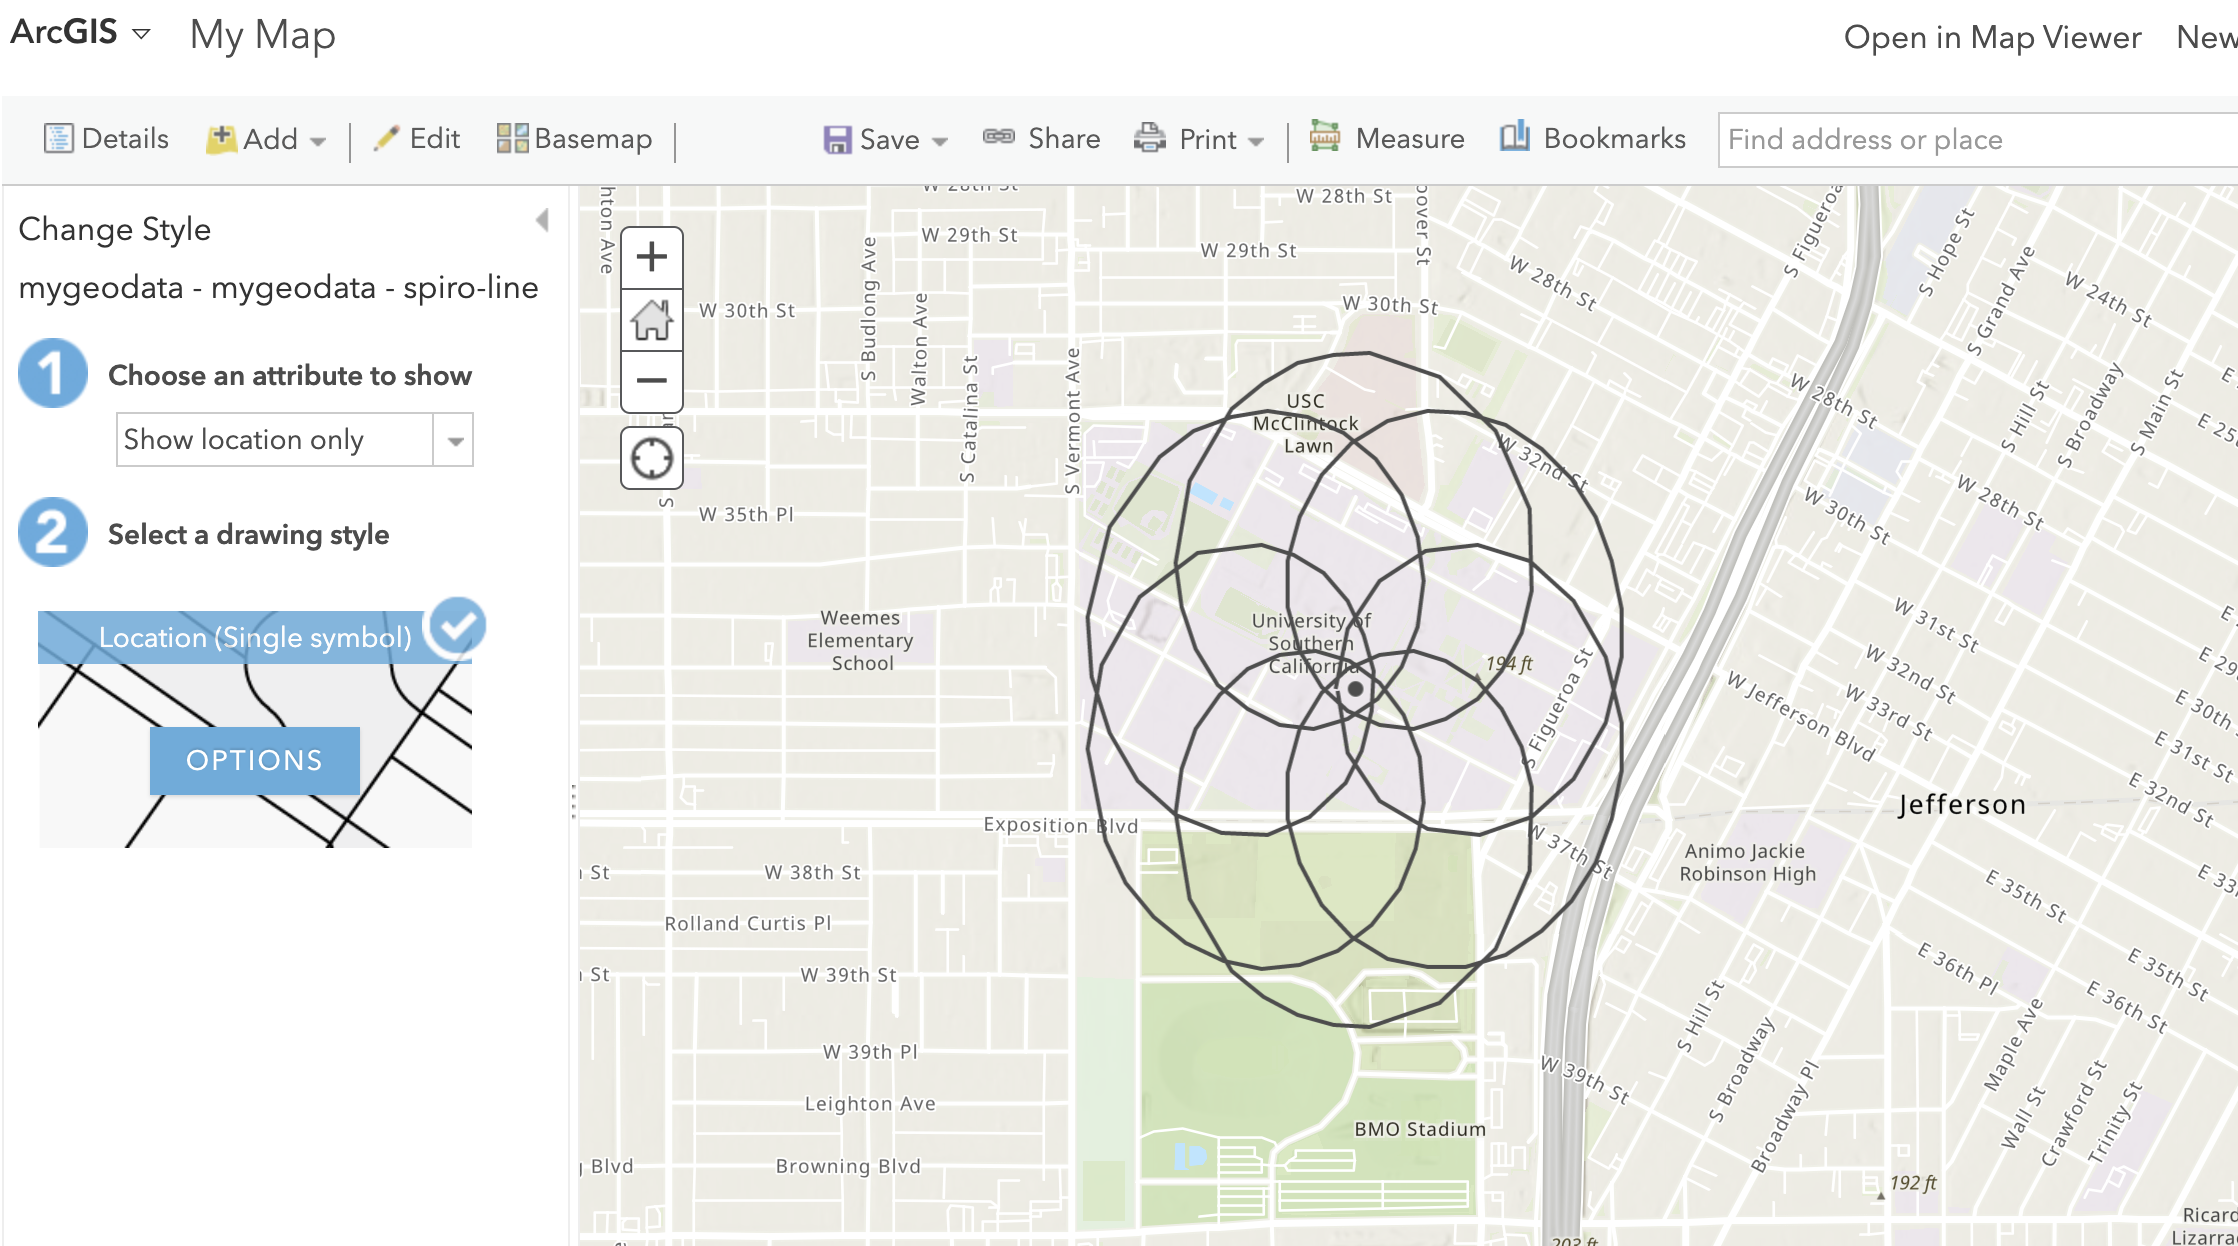 ArcGIS My Map
Open in Map Viewer New
Details Add Edit Basemap Save Share Print Measure Bookmarks Find address or place
Change Style
mygeodata - mygeodata - spiro-line
1 Choose an attribute to show
Show location only
2 Select a drawing style
Location (Single symbol)
OPTIONS
W 28th St
W 28th St
W 29th St
W 29th St
W 30th St
W 30th St
W 28th St
S Budlong Ave
Walton Ave
S Catalina St
S Vermont Ave
W 35th Pl
USC
McClintock
Lawn
W 32nd St
Weemes
Elementary
School
University of
Southern
California
194 ft
S Figueroa St
Exposition Blvd
W 37th St
W 38th St
Rolland Curtis Pl
W 39th St
W 39th Pl
Leighton Ave
Browning Blvd
BMO Stadium
W 39th St
S Hope St
S Grand Ave
W 24th St
S Hill St
S Broadway
S Main St
W 28th St
W 30th St
W 28th St
W 31st St
W 32nd St
W 33rd St
W Jefferson Blvd
E 30th
E 31st St
E 32nd St
Jefferson
Animo Jackie
Robinson High
E 35th St
E 36th Pl
E 35th St
E 36th St
S Hill St
S Broadway
Broadway Pl
Maple Ave
Wall St
Crawford St
Trinity St
192 ft
203 ft